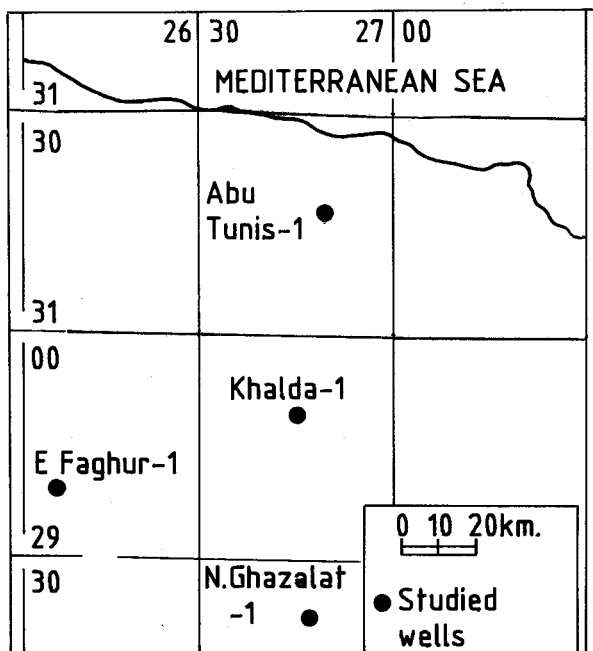 26 30
27 00
MEDITERRANEAN SEA
31
30
Abu
Tunis-1
31
00
Khalda-1
E Faghur-1
29
30
N.Ghazalat
-1
0 10 20km.
Studied
wells